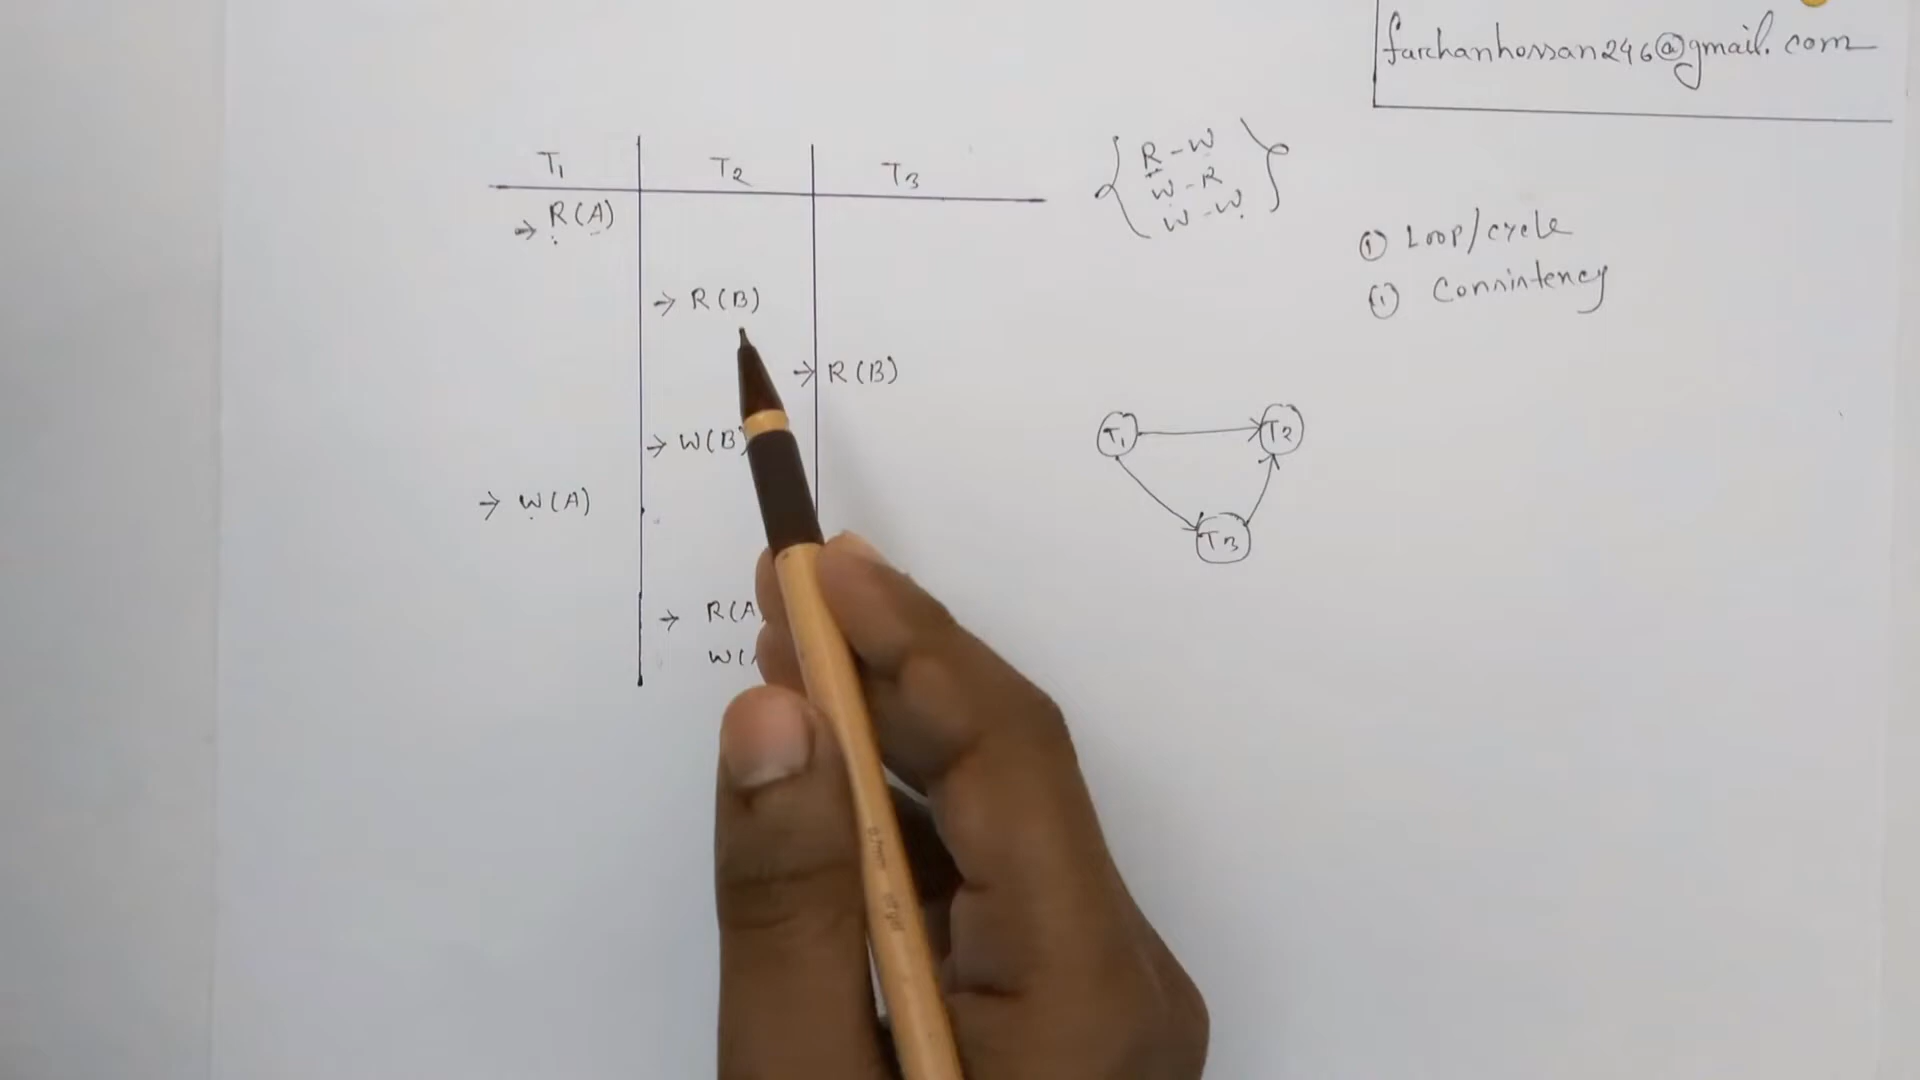 farhanhossan246@gmail.com
T1 T2 T3
→ R(A)
→ R(B)
→ R(B)
→ W(B)
→ W(A)
→ R(A
W(
{ R-W
W-R
W-W }
① Loop/cycle
① Consistency
T1 T2
T3